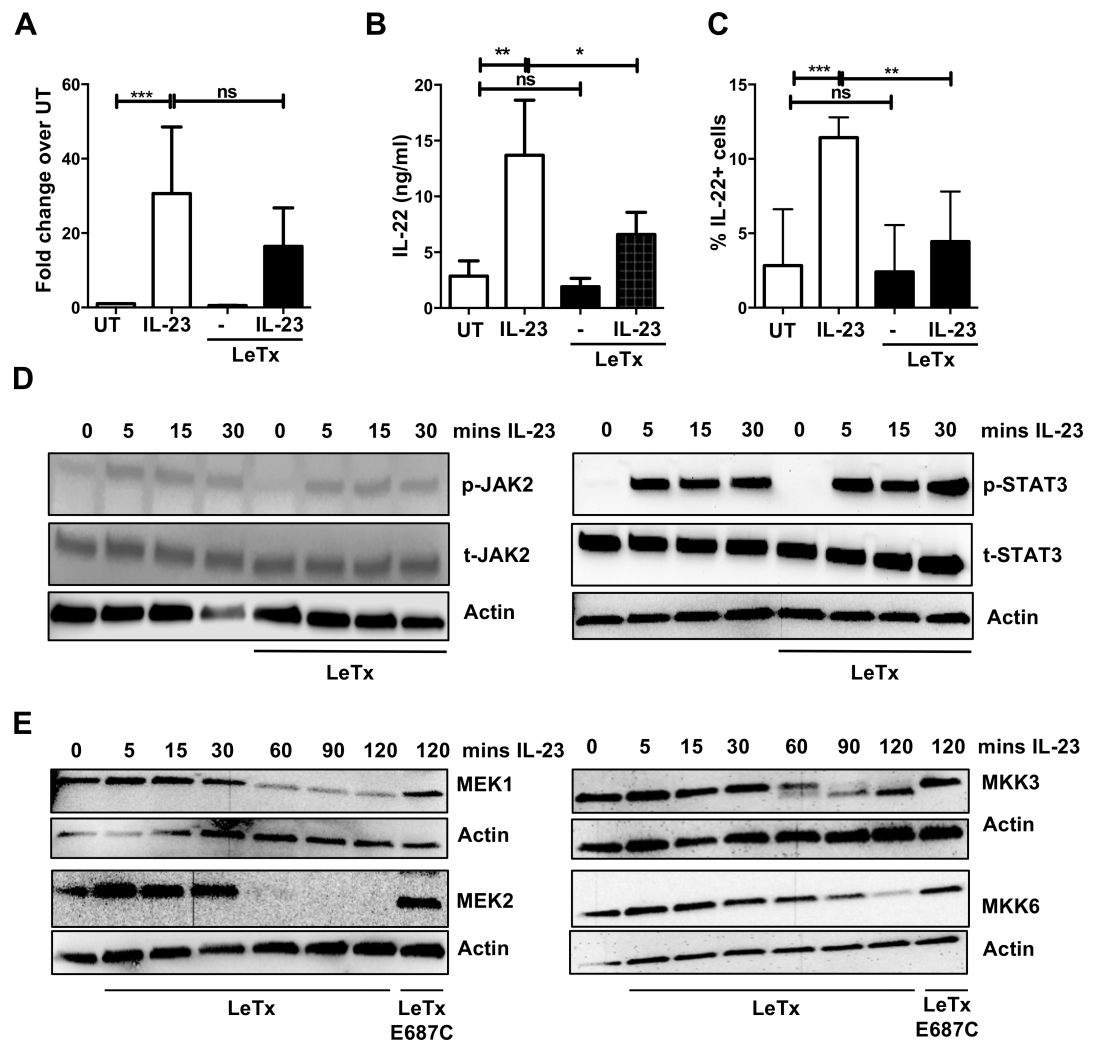 A
B
C
Fold change over UT
60
40
20
0
***
ns
UT
IL-23
-
IL-23
LeTx
IL-22 (ng/ml)
20
15
10
5
0
**
*
ns
UT
IL-23
-
IL-23
LeTx
% IL-22+ cells
15
10
5
0
***
**
ns
UT
IL-23
-
IL-23
LeTx
D
0 5 15 30 0 5 15 30 mins IL-23
p-JAK2
t-JAK2
Actin
LeTx
0 5 15 30 0 5 15 30 mins IL-23
p-STAT3
t-STAT3
Actin
LeTx
E
0 5 15 30 60 90 120 120 mins IL-23
MEK1
Actin
MEK2
Actin
LeTx
LeTx
E687C
0 5 15 30 60 90 120 120 mins IL-23
MKK3
Actin
MKK6
Actin
LeTx
LeTx
E687C